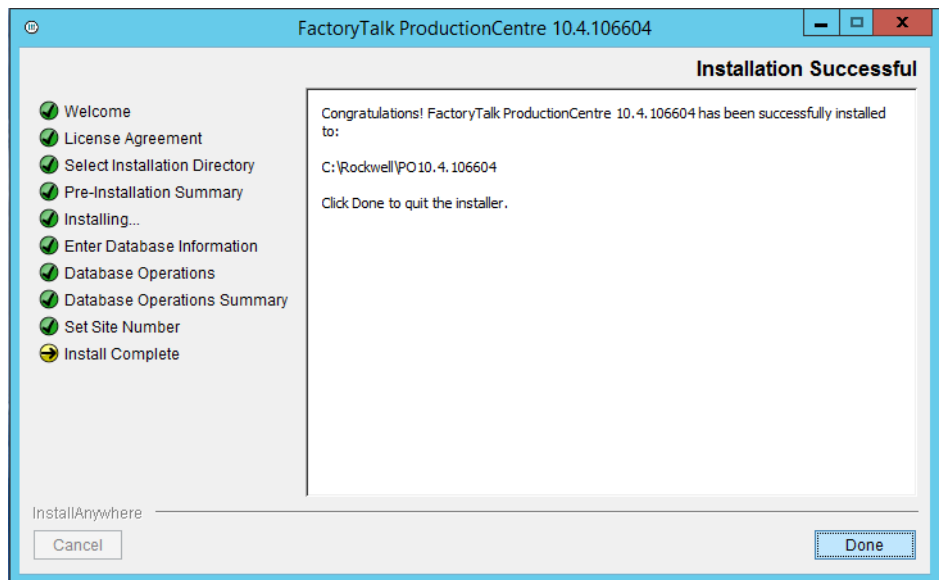 FactoryTalk ProductionCentre 10.4.106604
Installation Successful
Welcome
License Agreement
Select Installation Directory
Pre-Installation Summary
Installing...
Enter Database Information
Database Operations
Database Operations Summary
Set Site Number
Install Complete
Congratulations! FactoryTalk ProductionCentre 10.4.106604 has been successfully installed
to:
C:\Rockwell\PO10.4.106604
Click Done to quit the installer.
InstallAnywhere
Cancel
Done